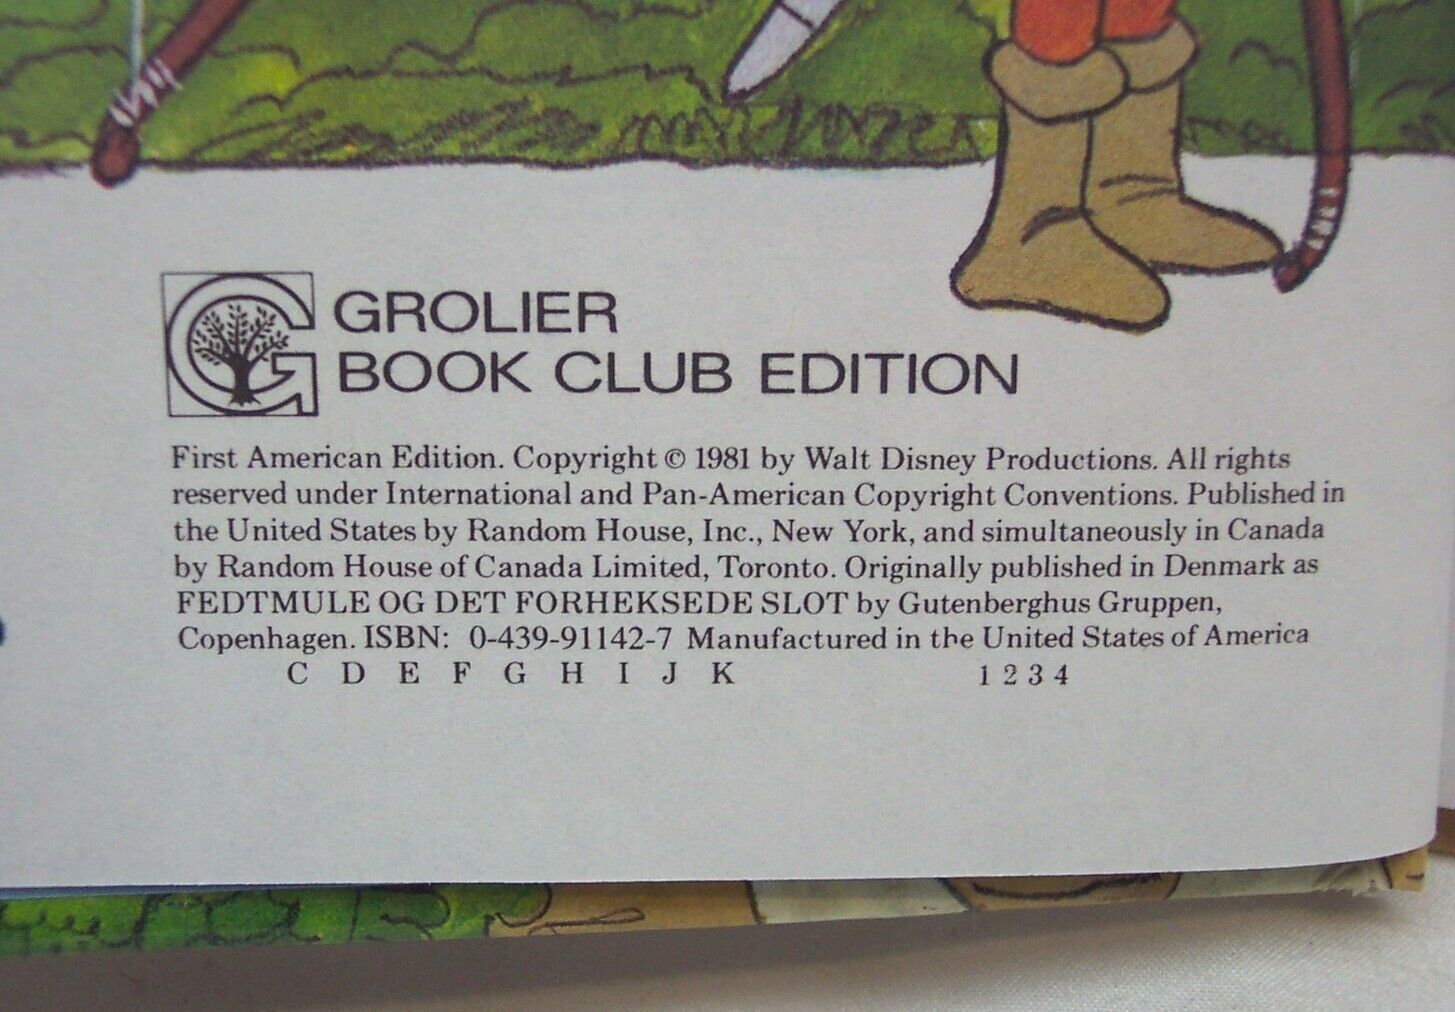 GROLIER
BOOK CLUB EDITION
First American Edition. Copyright © 1981 by Walt Disney Productions. All rights
reserved under International and Pan-American Copyright Conventions. Published in
the United States by Random House, Inc., New York, and simultaneously in Canada
by Random House of Canada Limited, Toronto. Originally published in Denmark as
FEDTMULE OG DET FORHEKSEDE SLOT by Gutenberghus Gruppen,
Copenhagen. ISBN: 0-439-91142-7 Manufactured in the United States of America
C D E F G H I J K 1 2 3 4